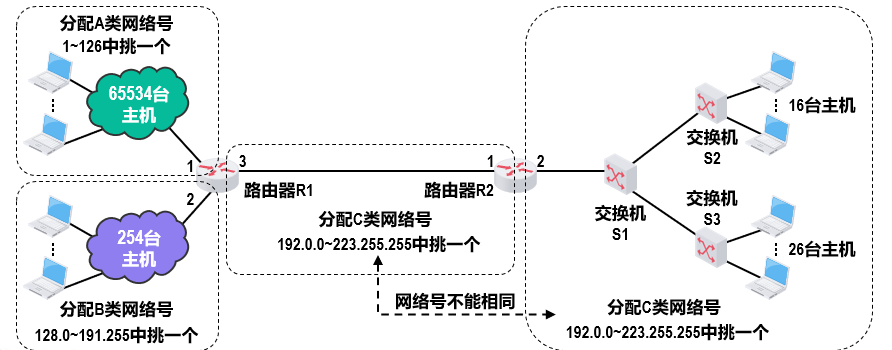 分配A类网络号
1~126中挑一个
65534台
主机
1
2
3
路由器R1
254台
主机
分配B类网络号
128.0~191.255中挑一个
1
路由器R2
2
分配C类网络号
192.0.0~223.255.255中挑一个
网络号不能相同
交换机
S1
交换机
S2
16台主机
交换机
S3
26台主机
分配C类网络号
192.0.0~223.255.255中挑一个